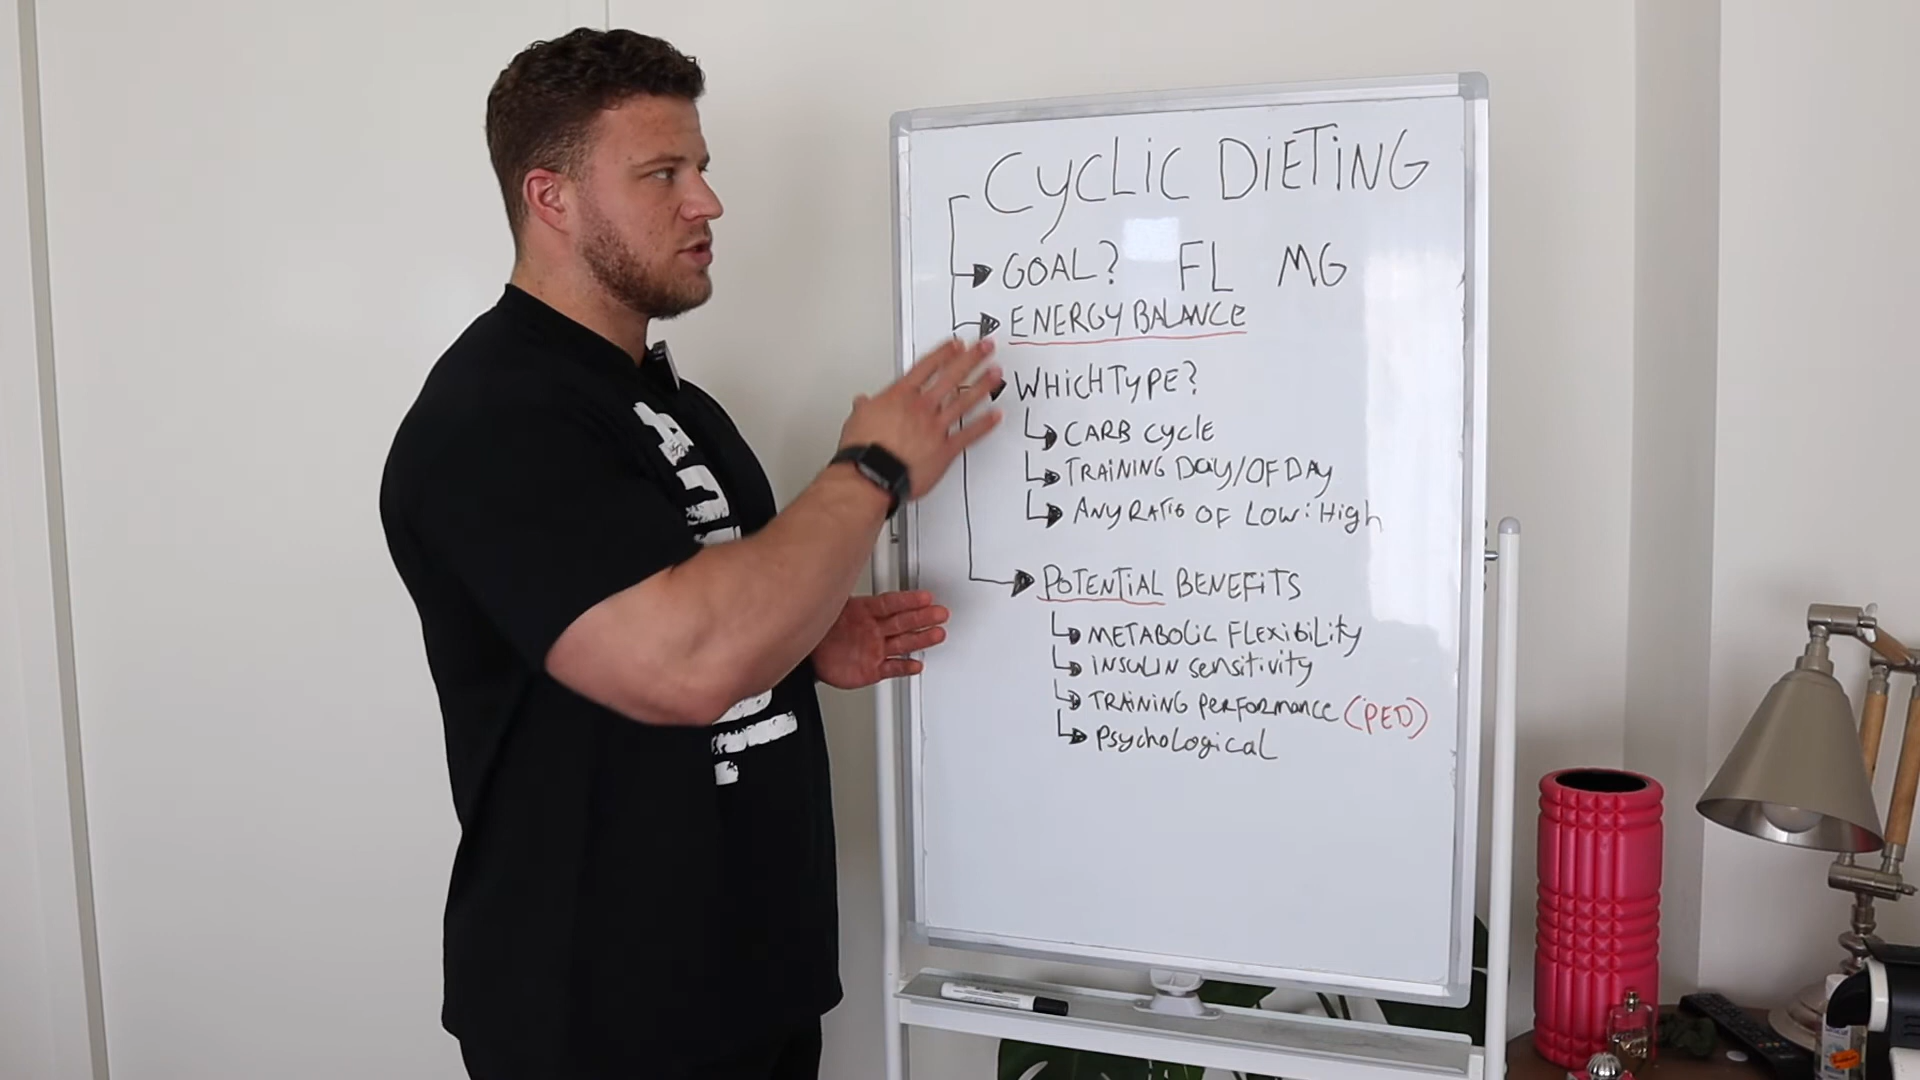 CYCLIC DIETING
GOAL? FL MG
ENERGY BALANCE
WHICH TYPE?
CARB CYCLE
TRAINING DAY/OF DAY
ANY RATIO OF LOW:HIGH
POTENTIAL BENEFITS
METABOLIC FLEXIBILITY
INSULIN SENSITIVITY
TRAINING PERFORMANCE (PED)
PSYCHOLOGICAL